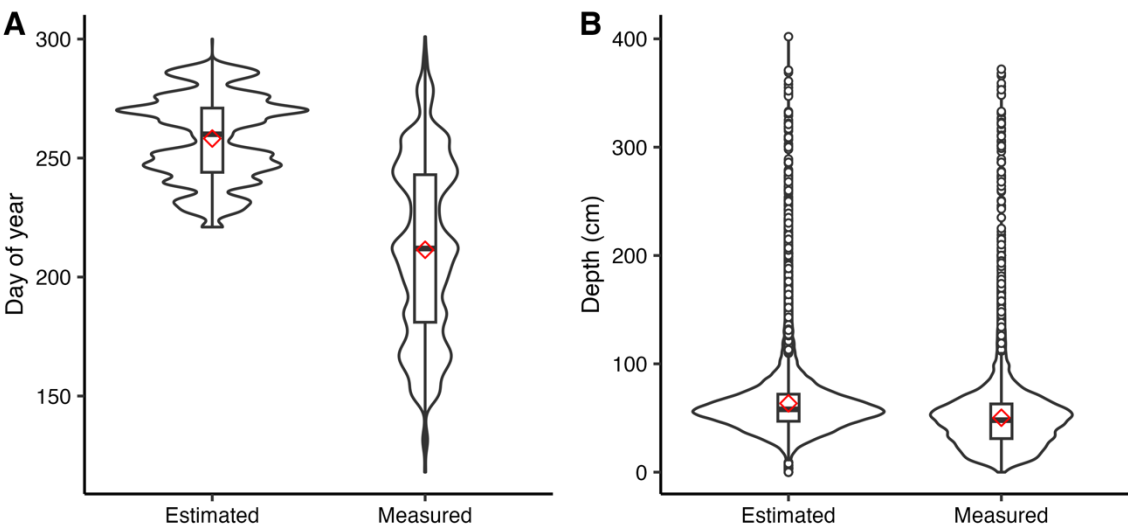 A
Day of year
300
250
200
150
Estimated Measured
B
Depth (cm)
400
300
200
100
0
Estimated Measured